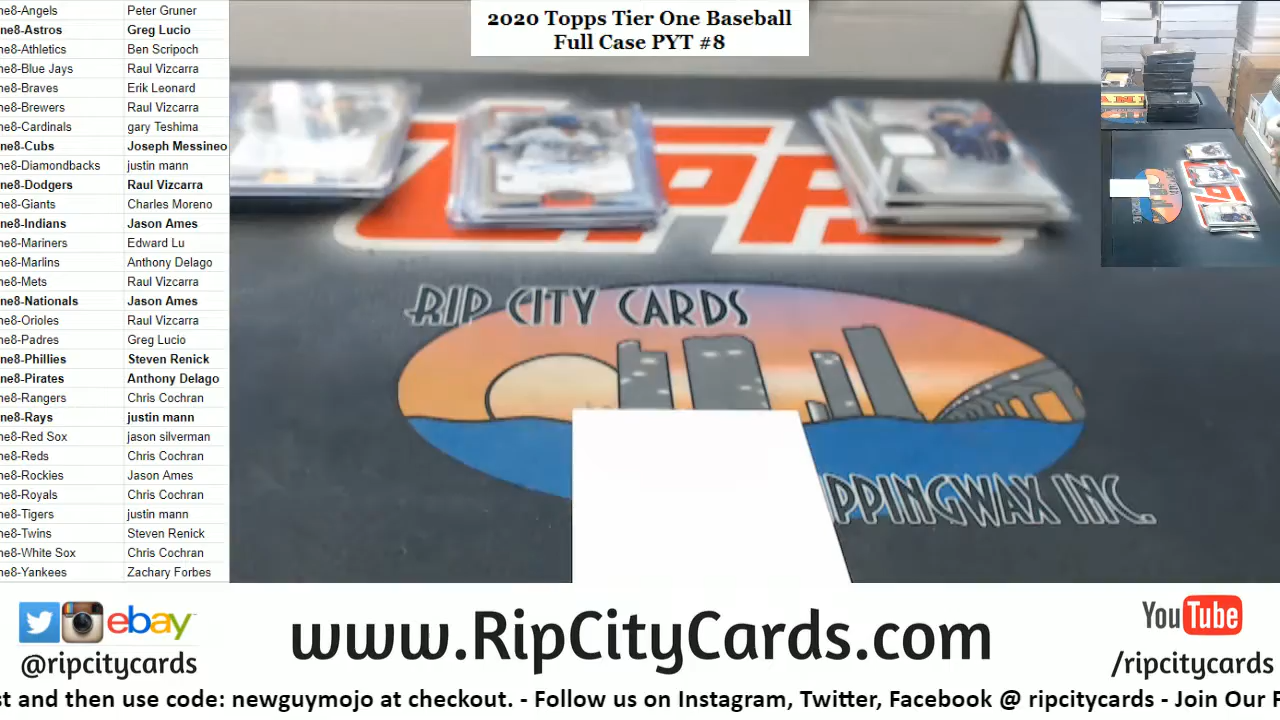 2020 Topps Tier One Baseball
Full Case PYT #8
ne8-Angels Peter Gruner
ne8-Astros Greg Lucio
ne8-Athletics Ben Scripoch
ne8-Blue Jays Raul Vizcarra
ne8-Braves Erik Leonard
ne8-Brewers Raul Vizcarra
ne8-Cardinals gary Teshima
ne8-Cubs Joseph Messineo
ne8-Diamondbacks justin mann
ne8-Dodgers Raul Vizcarra
ne8-Giants Charles Moreno
ne8-Indians Jason Ames
ne8-Mariners Edward Lu
ne8-Marlins Anthony Delago
ne8-Mets Raul Vizcarra
ne8-Nationals Jason Ames
ne8-Orioles Raul Vizcarra
ne8-Padres Greg Lucio
ne8-Phillies Steven Renick
ne8-Pirates Anthony Delago
ne8-Rangers Chris Cochran
ne8-Rays justin mann
ne8-Red Sox jason silverman
ne8-Reds Chris Cochran
ne8-Rockies Jason Ames
ne8-Royals Chris Cochran
ne8-Tigers justin mann
ne8-Twins Steven Renick
ne8-White Sox Chris Cochran
ne8-Yankees Zachary Forbes
RIP CITY CARDS
IPPINGWAX INC.
ebay
@ripcitycards
www.RipCityCards.com
YouTube
/ripcitycards
st and then use code: newguymojo at checkout. - Follow us on Instagram, Twitter, Facebook @ ripcitycards - Join Our F